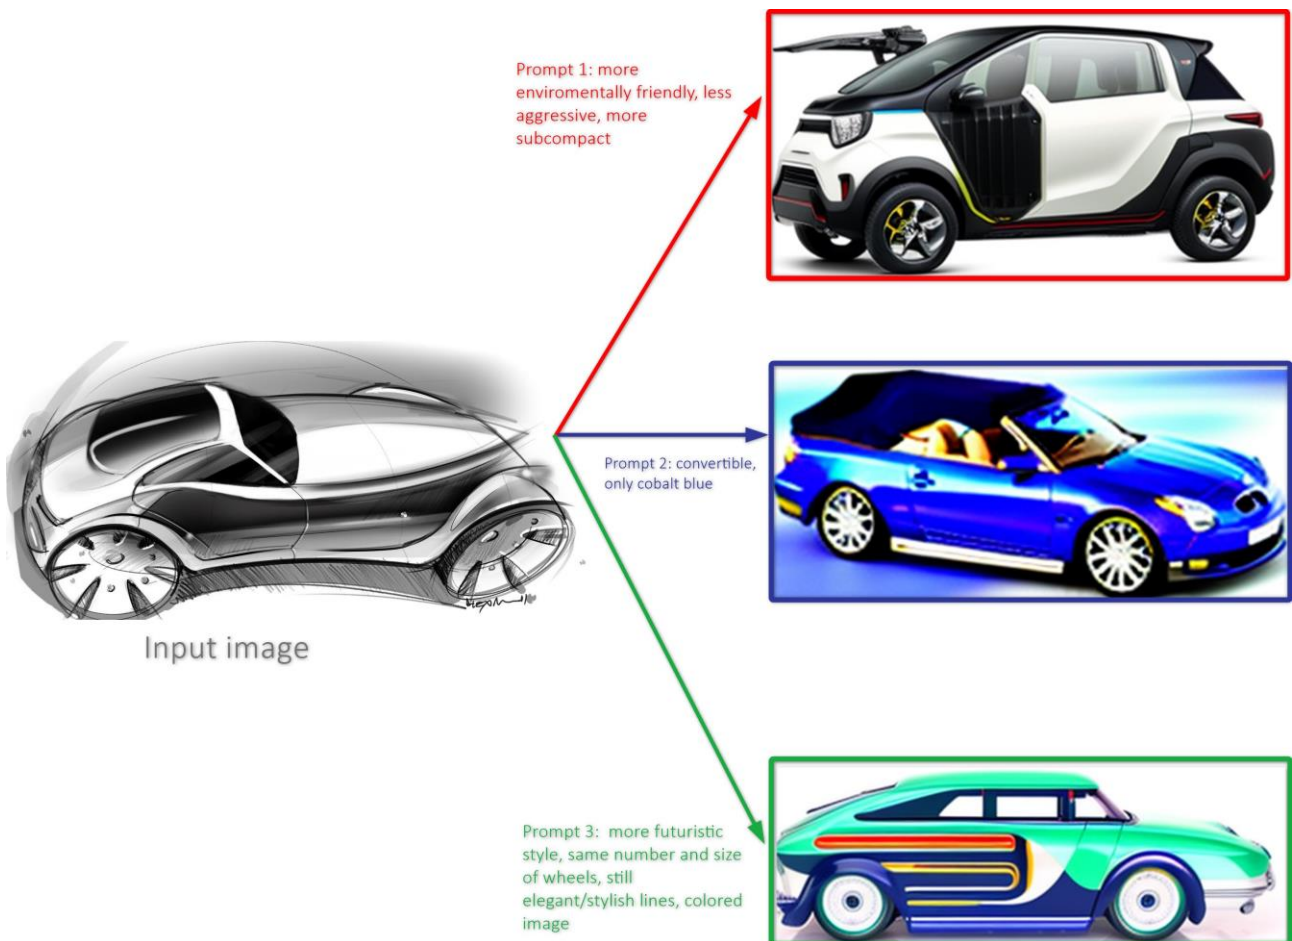 Prompt 1: more
enviromentally friendly, less
aggressive, more
subcompact
Prompt 2: convertible,
only cobalt blue
Input image
Prompt 3:  more futuristic
style, same number and size
of wheels, still
elegant/stylish lines, colored
image